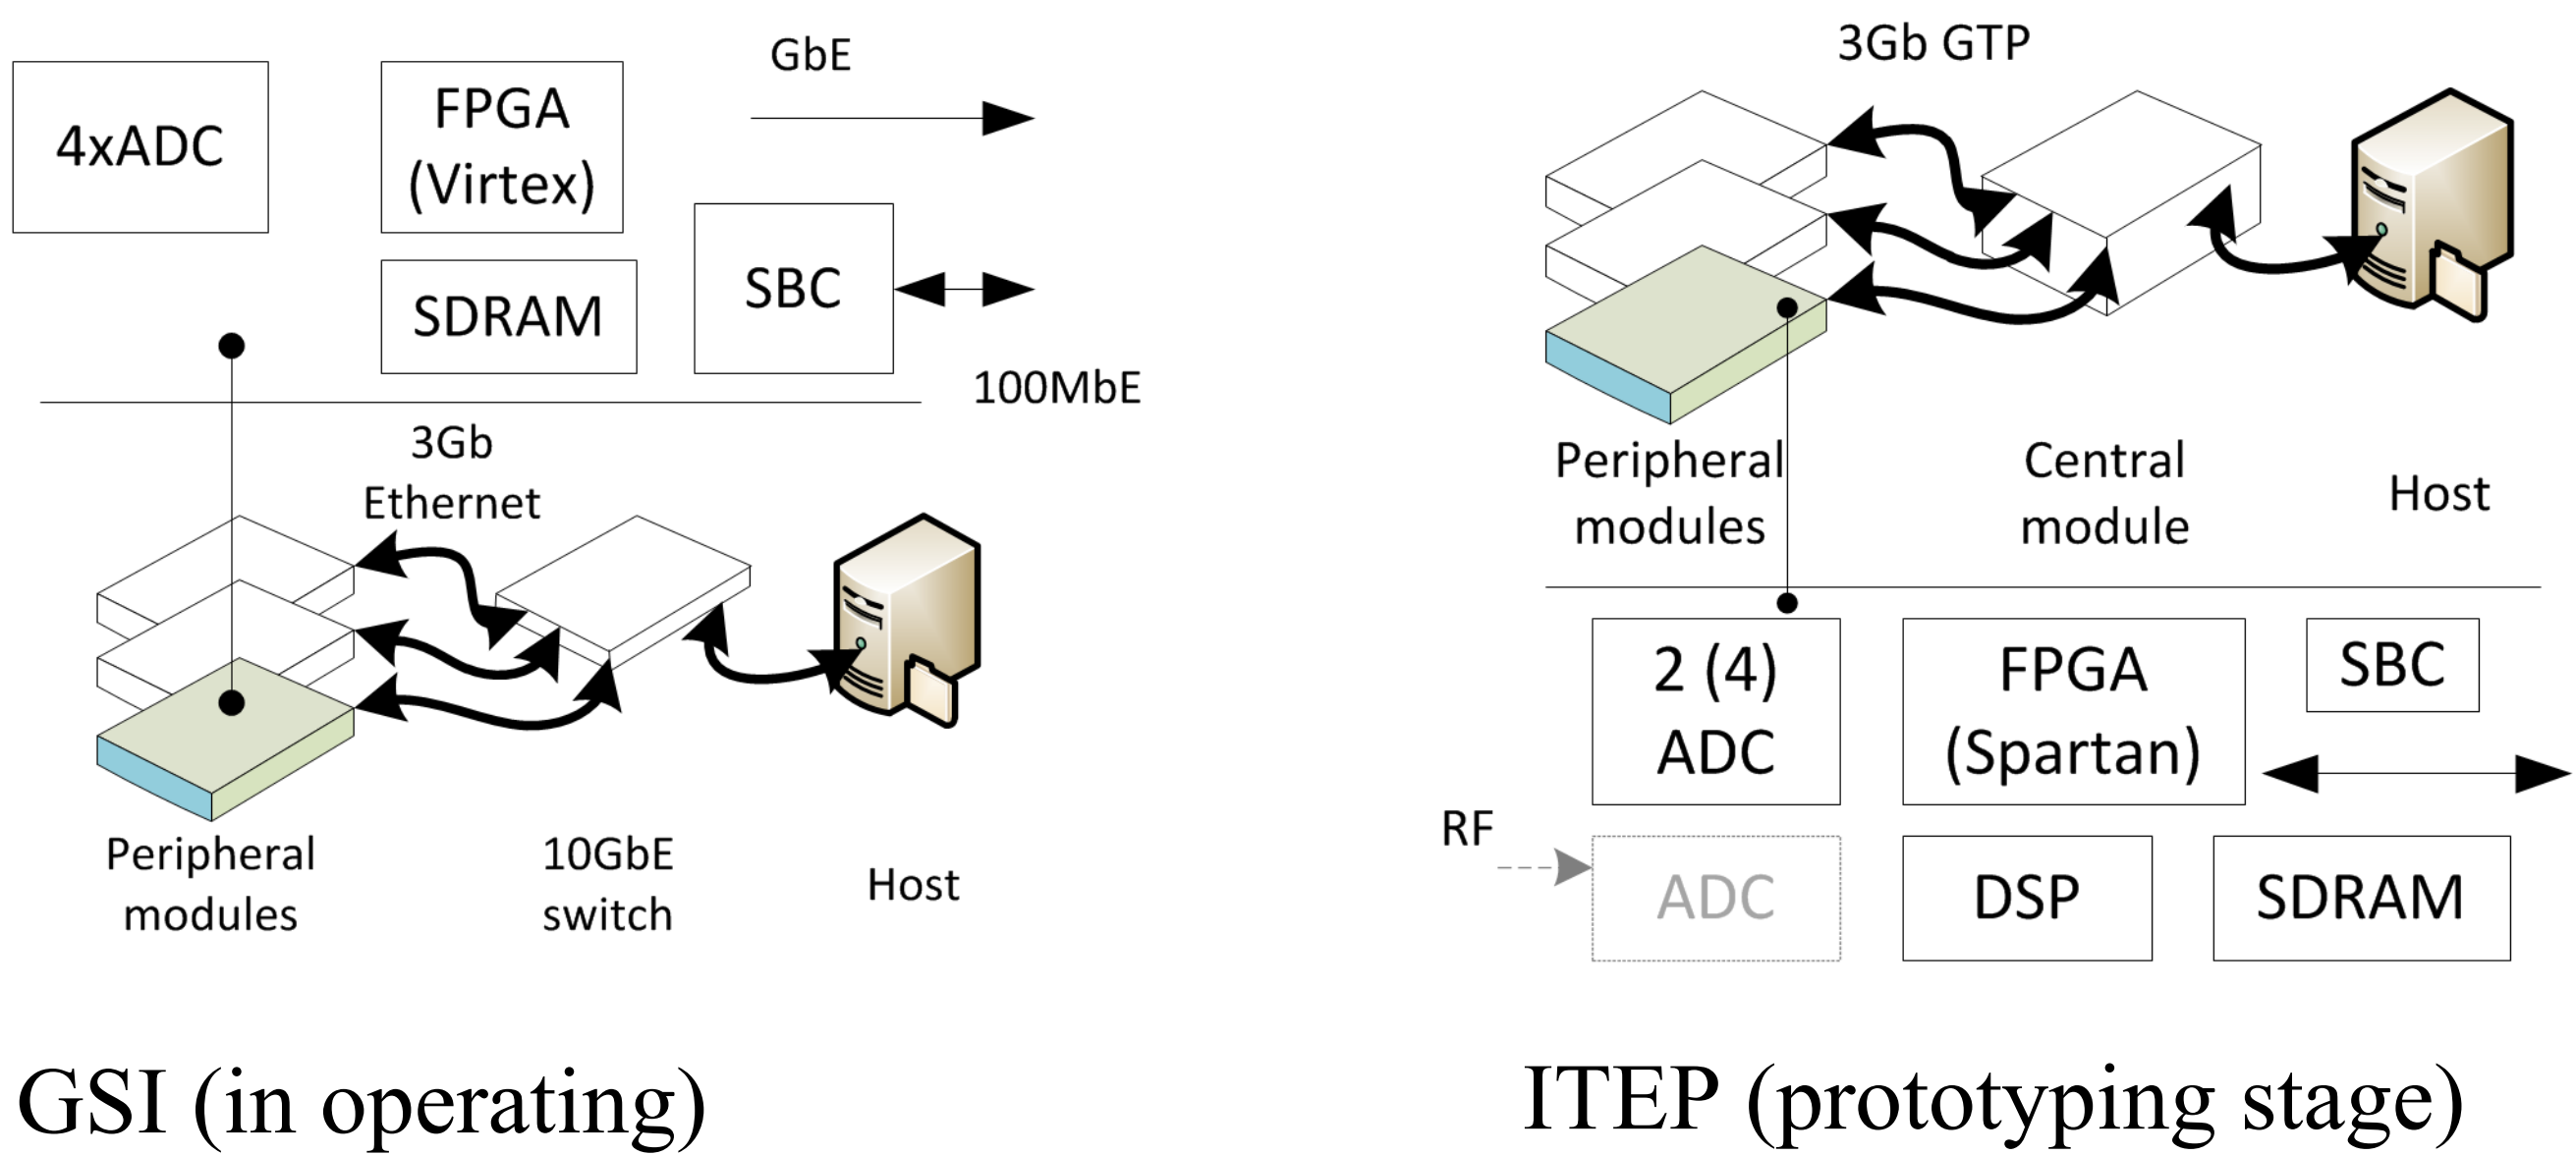 4xADC
FPGA
(Virtex)
GbE
SDRAM
SBC
100MbE
3Gb
Ethernet
Peripheral
modules
10GbE
switch
Host
GSI (in operating)
3Gb GTP
Peripheral
modules
Central
module
Host
2 (4)
ADC
FPGA
(Spartan)
SBC
RF
ADC
DSP
SDRAM
ITEP (prototyping stage)